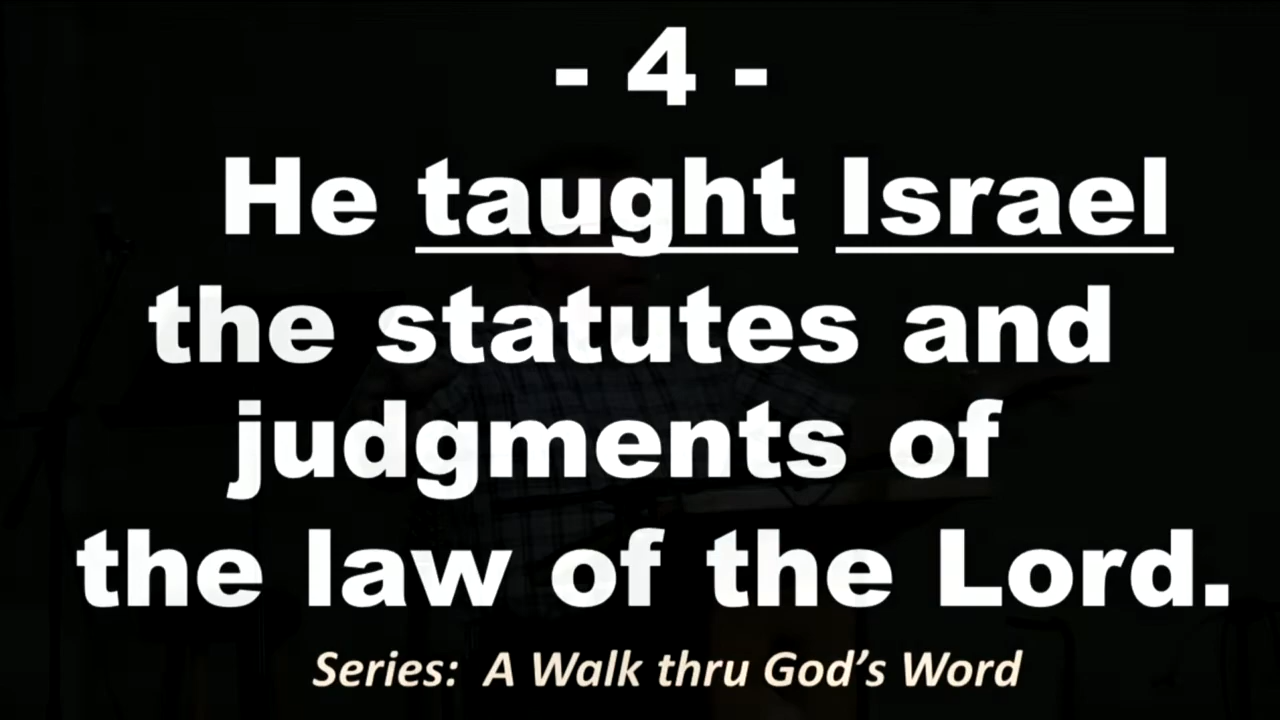 - 4 -
He taught Israel
the statutes and
judgments of
the law of the Lord.
Series:  A Walk thru God’s Word